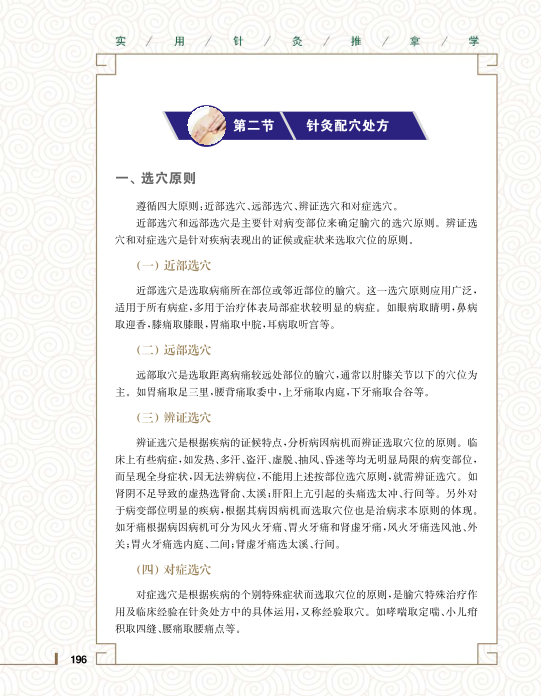 实 / 用 / 针 / 灸 / 推 / 拿 / 学
第二节 针灸配穴处方
一、选穴原则
遵循四大原则:近部选穴、远部选穴、辨证选穴和对症选穴。
近部选穴和远部选穴是主要针对病变部位来确定腧穴的选穴原则。辨证选
穴和对症选穴是针对疾病表现出的证候或症状来选取穴位的原则。
(一) 近部选穴
近部选穴是选取病痛所在部位或邻近部位的腧穴。这一选穴原则应用广泛,
适用于所有病症,多用于治疗体表局部症状较明显的病症。如眼病取睛明,鼻病
取迎香,膝痛取膝眼,胃痛取中脘,耳病取听宫等。
(二) 远部选穴
远部取穴是选取距离病痛较远处部位的腧穴,通常以肘膝关节以下的穴位为
主。如胃痛取足三里,腰背痛取委中,上牙痛取内庭,下牙痛取合谷等。
(三) 辨证选穴
辨证选穴是根据疾病的证候特点,分析病因病机而辨证选取穴位的原则。临
床上有些病症,如发热、多汗、盗汗、虚脱、抽风、昏迷等均无明显局限的病变部位,
而呈现全身症状,因无法辨病位,不能用上述按部位选穴原则,就需辨证选穴。如
肾阴不足导致的虚热选肾俞、太溪;肝阳上亢引起的头痛选太冲、行间等。另外对
于病变部位明显的疾病,根据其病因病机而选取穴位也是治病求本原则的体现。
如牙痛根据病因病机可分为风火牙痛、胃火牙痛和肾虚牙痛,风火牙痛选风池、外
关;胃火牙痛选内庭、二间;肾虚牙痛选太溪、行间。
(四) 对症选穴
对症选穴是根据疾病的个别特殊症状而选取穴位的原则,是腧穴特殊治疗作
用及临床经验在针灸处方中的具体运用,又称经验取穴。如哮喘取定喘、小儿疳
积取四缝、腰痛取腰痛点等。
196